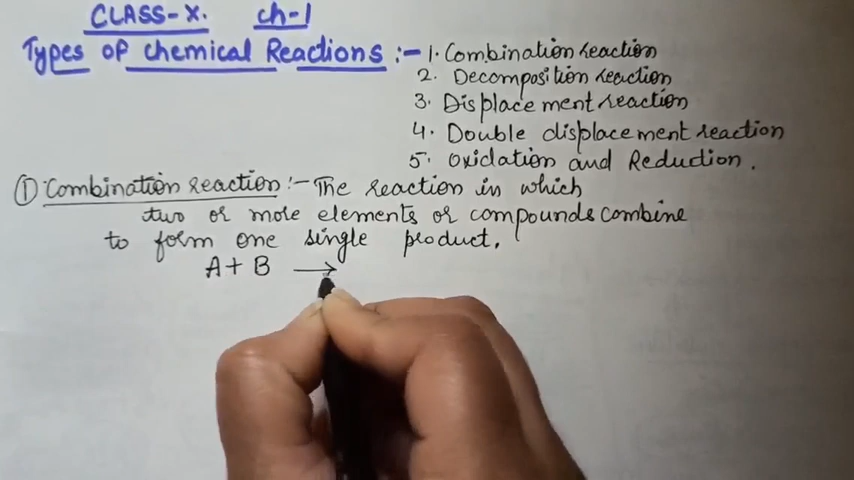 CLASS-X. ch-1
Types of chemical Reactions :- 1. Combination reaction
2. Decomposition reaction
3. Displacement reaction
4. Double displacement reaction
5. Oxidation and Reduction.
① Combination reaction :- The reaction in which
two or more elements or compounds combine
to form one single product.
A + B →